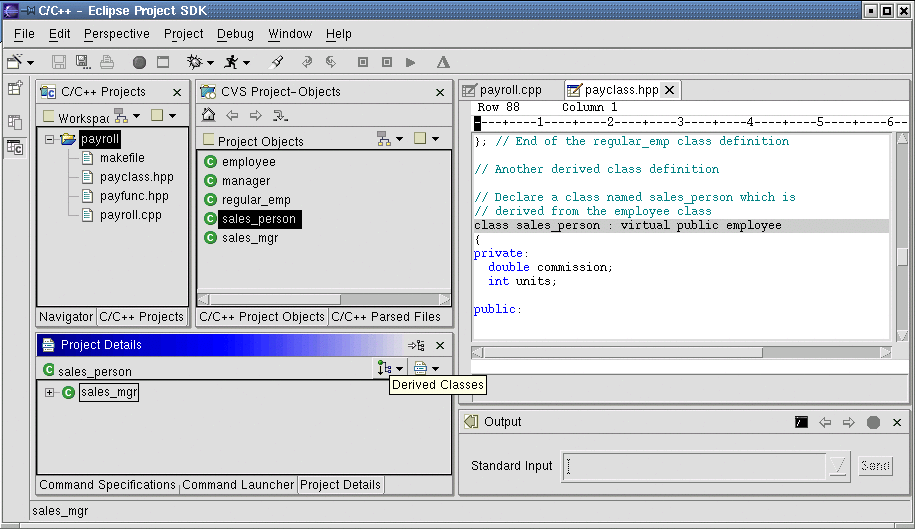 C/C++ - Eclipse Project SDK
File Edit Perspective Project Debug Window Help
C/C++ Projects
Workspac
payroll
makefile
payclass.hpp
payfunc.hpp
payroll.cpp
Navigator C/C++ Projects
CVS Project-Objects
Project Objects
employee
manager
regular_emp
sales_person
sales_mgr
C/C++ Project Objects C/C++ Parsed Files
payroll.cpp payclass.hpp
Row 88 Column 1
----+----1----+----2----+----3----+----4----+----5----+----6--
}; // End of the regular_emp class definition
// Another derived class definition
// Declare a class named sales_person which is
// derived from the employee class
class sales_person : virtual public employee
{
private:
double commission;
int units;
public:
Project Details
sales_person
Derived Classes
sales_mgr
Command Specifications Command Launcher Project Details
Output
Standard Input Send
sales_mgr